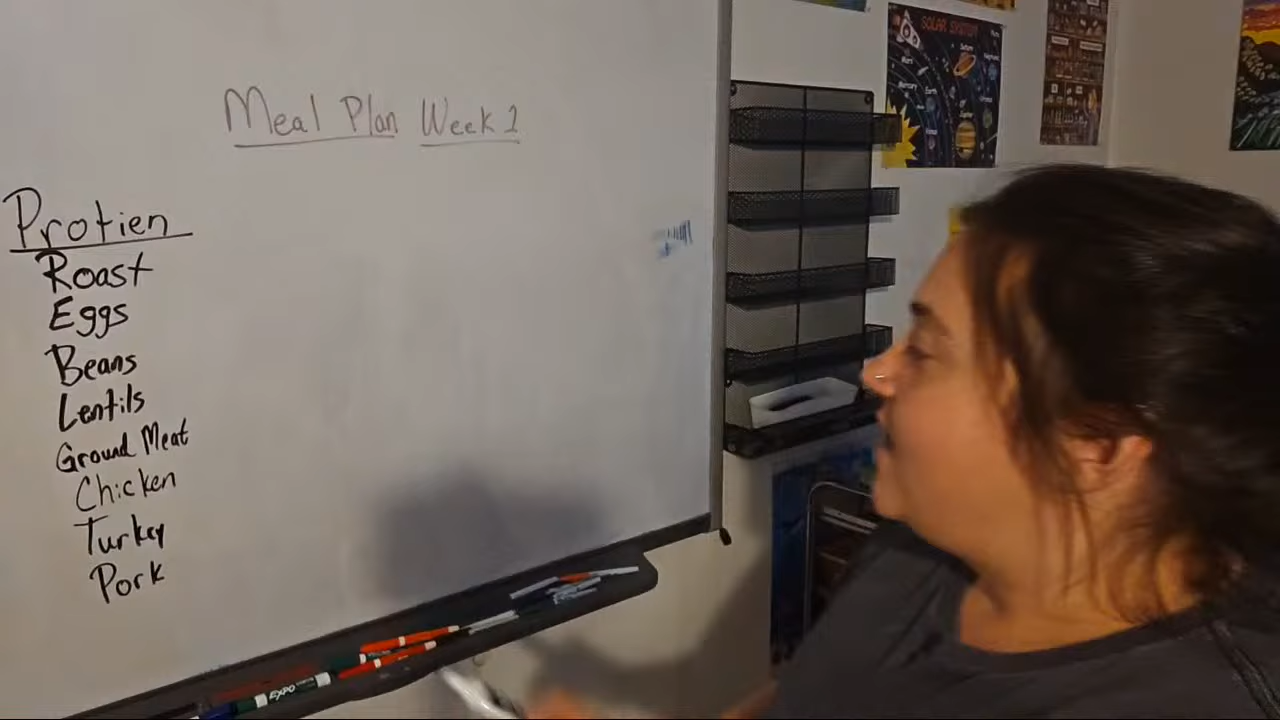 Meal Plan Week 1
Protien
Roast
Eggs
Beans
Lentils
Ground Meat
Chicken
Turkey
Pork
SOLAR SYSTEM
EXPO